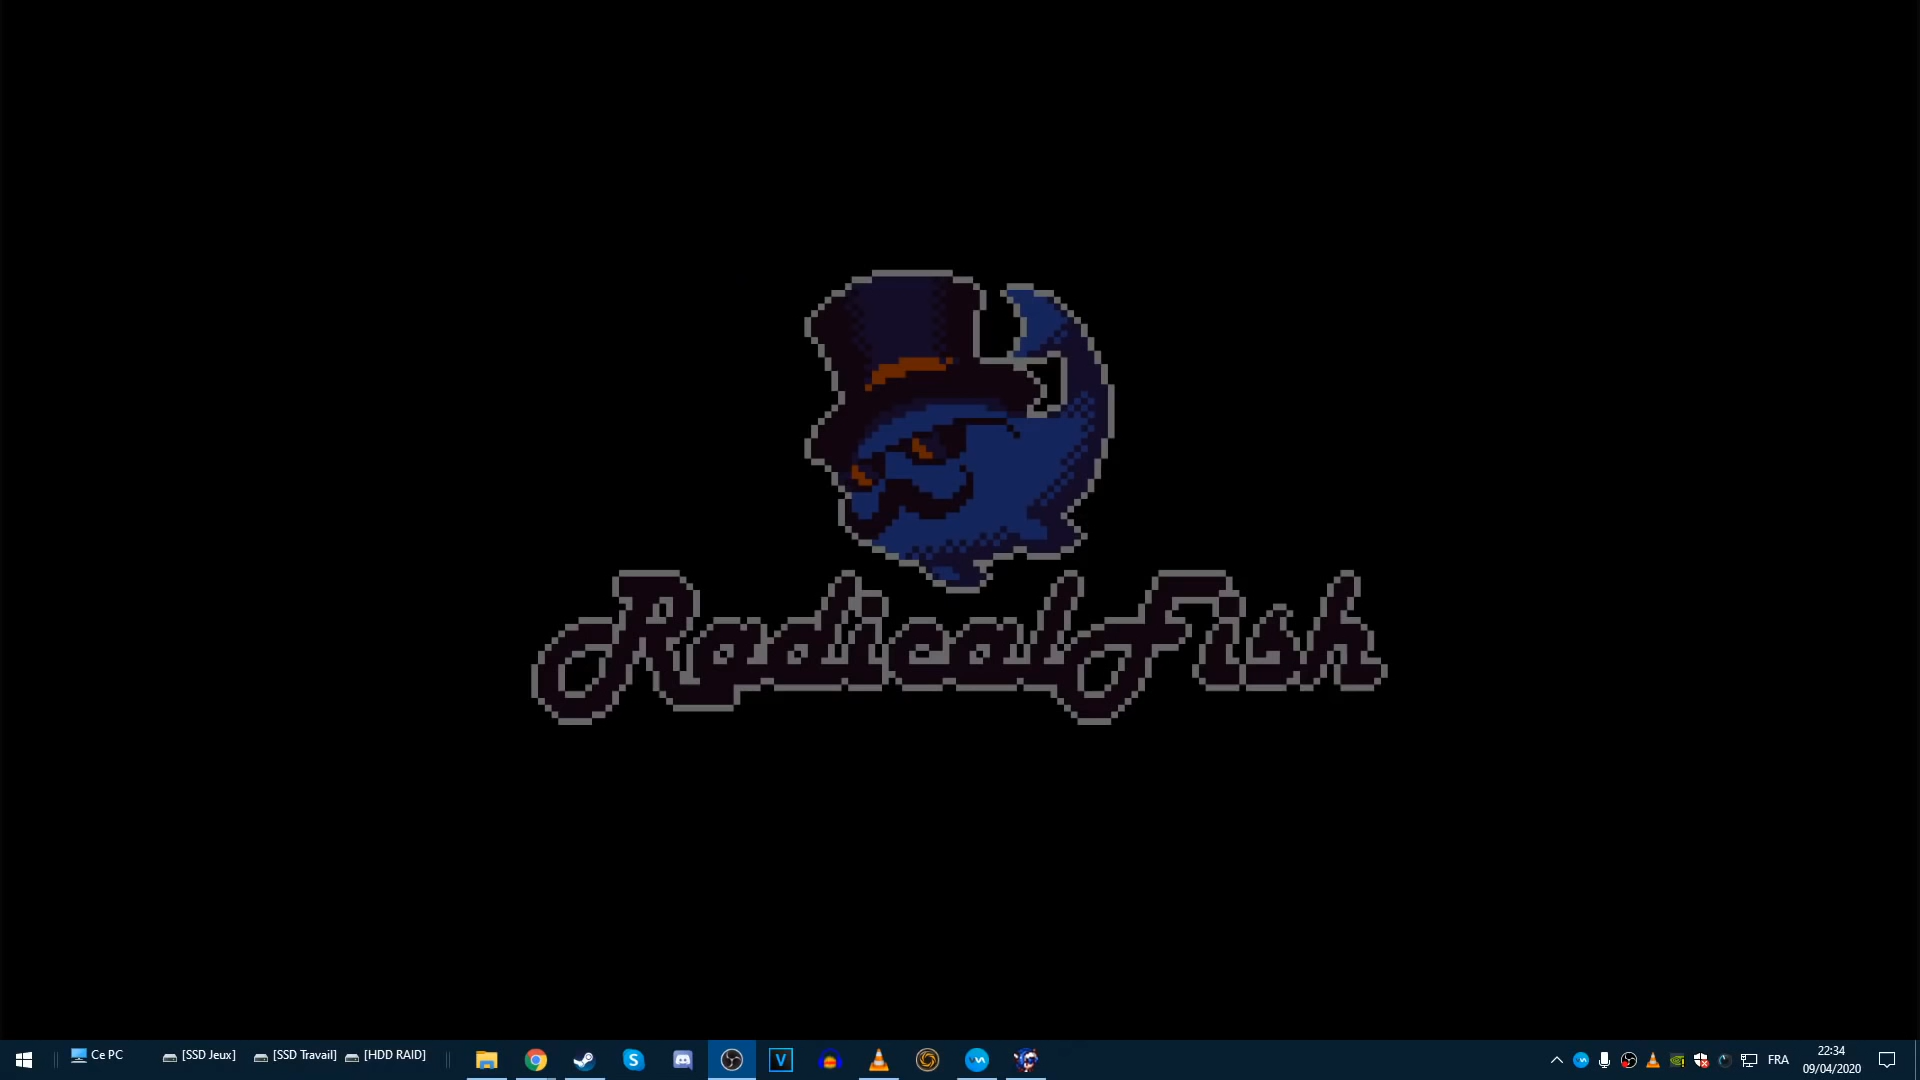 RadicalFish
Ce PC
[SSD Jeux]
[SSD Travail]
[HDD RAID]
FRA
22:34
09/04/2020